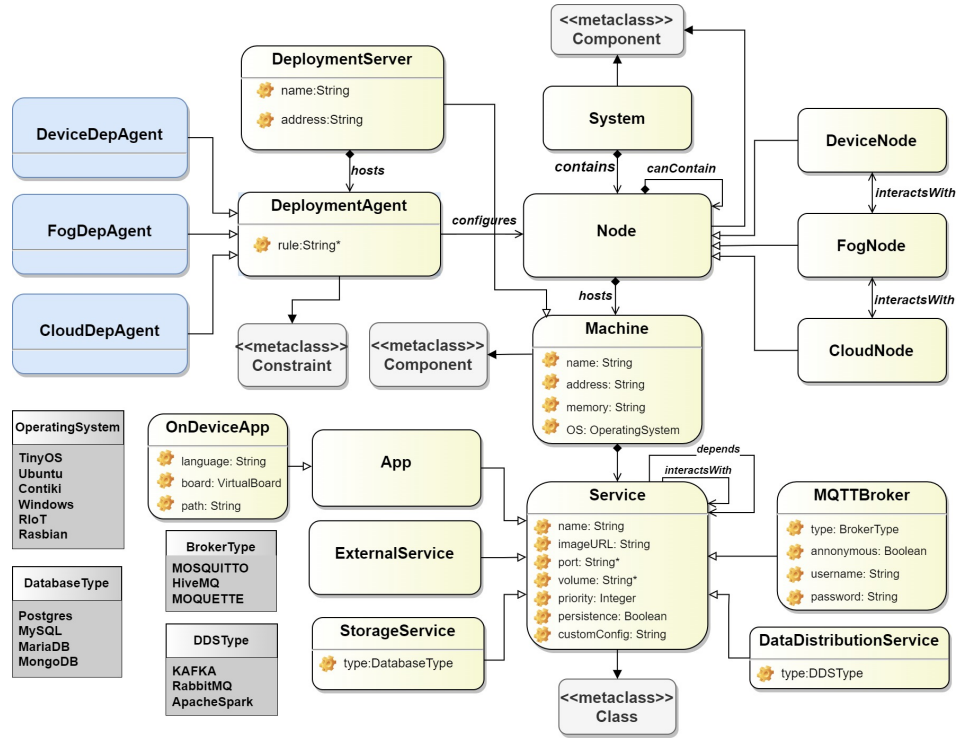 <<metaclass>>
Component
DeploymentServer
name:String
address:String
System
DeviceDepAgent
DeviceNode
hosts
contains
canContain
interactsWith
DeploymentAgent
rule:String*
configures
Node
FogDepAgent
FogNode
hosts
interactsWith
CloudDepAgent
<<metaclass>>
Constraint
<<metaclass>>
Component
Machine
name: String
address: String
memory: String
OS: OperatingSystem
CloudNode
OperatingSystem
TinyOS
Ubuntu
Contiki
Windows
RIoT
Rasbian
OnDeviceApp
language: String
board: VirtualBoard
path: String
App
depends
interactsWith
Service
name: String
imageURL: String
port: String*
volume: String*
priority: Integer
persistence: Boolean
customConfig: String
MQTTBroker
type: BrokerType
annonymous: Boolean
username: String
password: String
BrokerType
MOSQUITTO
HiveMQ
MOQUETTE
ExternalService
DatabaseType
Postgres
MySQL
MariaDB
MongoDB
DDSType
KAFKA
RabbitMQ
ApacheSpark
StorageService
type:DatabaseType
DataDistributionService
type:DDSType
<<metaclass>>
Class